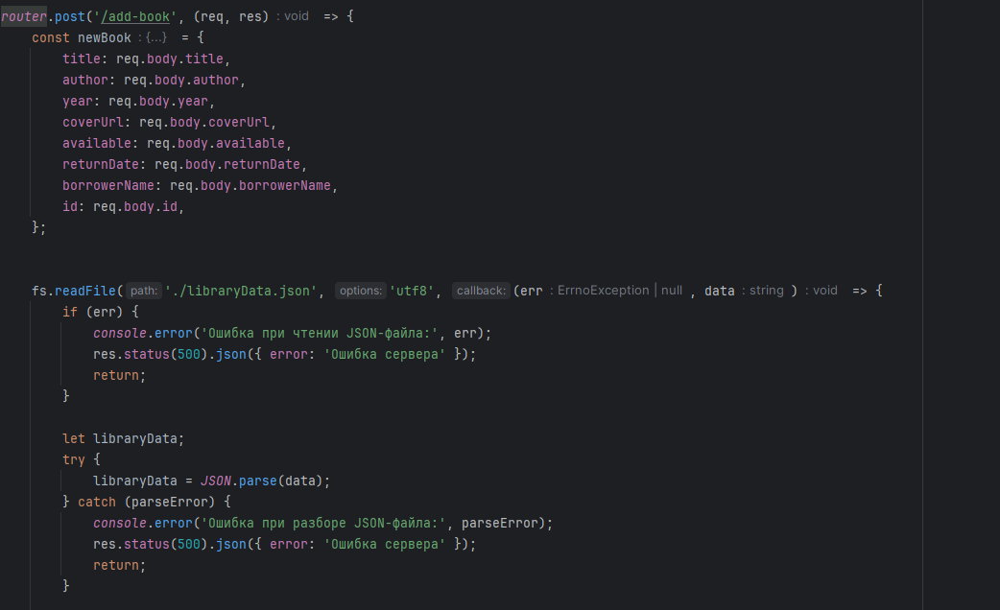 router.post('/add-book', (req, res) : void => {
    const newBook : {...} = {
        title: req.body.title,
        author: req.body.author,
        year: req.body.year,
        coverUrl: req.body.coverUrl,
        available: req.body.available,
        returnDate: req.body.returnDate,
        borrowerName: req.body.borrowerName,
        id: req.body.id,
    };
    fs.readFile( path: './libraryData.json', options: 'utf8', callback: (err : ErrnoException | null , data : string ) : void => {
        if (err) {
            console.error('Ошибка при чтении JSON-файла:', err);
            res.status(500).json({ error: 'Ошибка сервера' });
            return;
        }
        let libraryData;
        try {
            libraryData = JSON.parse(data);
        } catch (parseError) {
            console.error('Ошибка при разборе JSON-файла:', parseError);
            res.status(500).json({ error: 'Ошибка сервера' });
            return;
        }